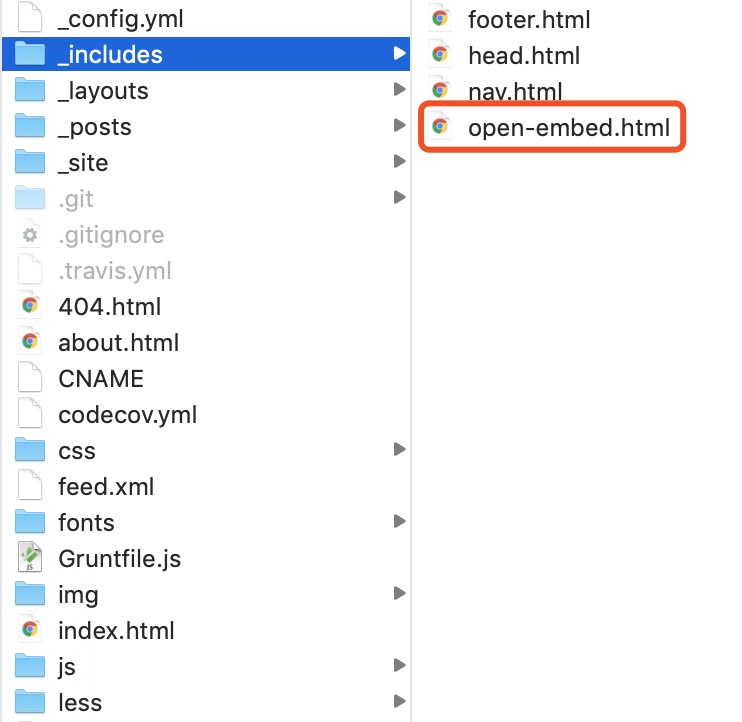 _config.yml
_includes
_layouts
_posts
_site
.git
.gitignore
.travis.yml
404.html
about.html
CNAME
codecov.yml
css
feed.xml
fonts
JS
Gruntfile.js
img
index.html
js
less
footer.html
head.html
nav.html
open-embed.html